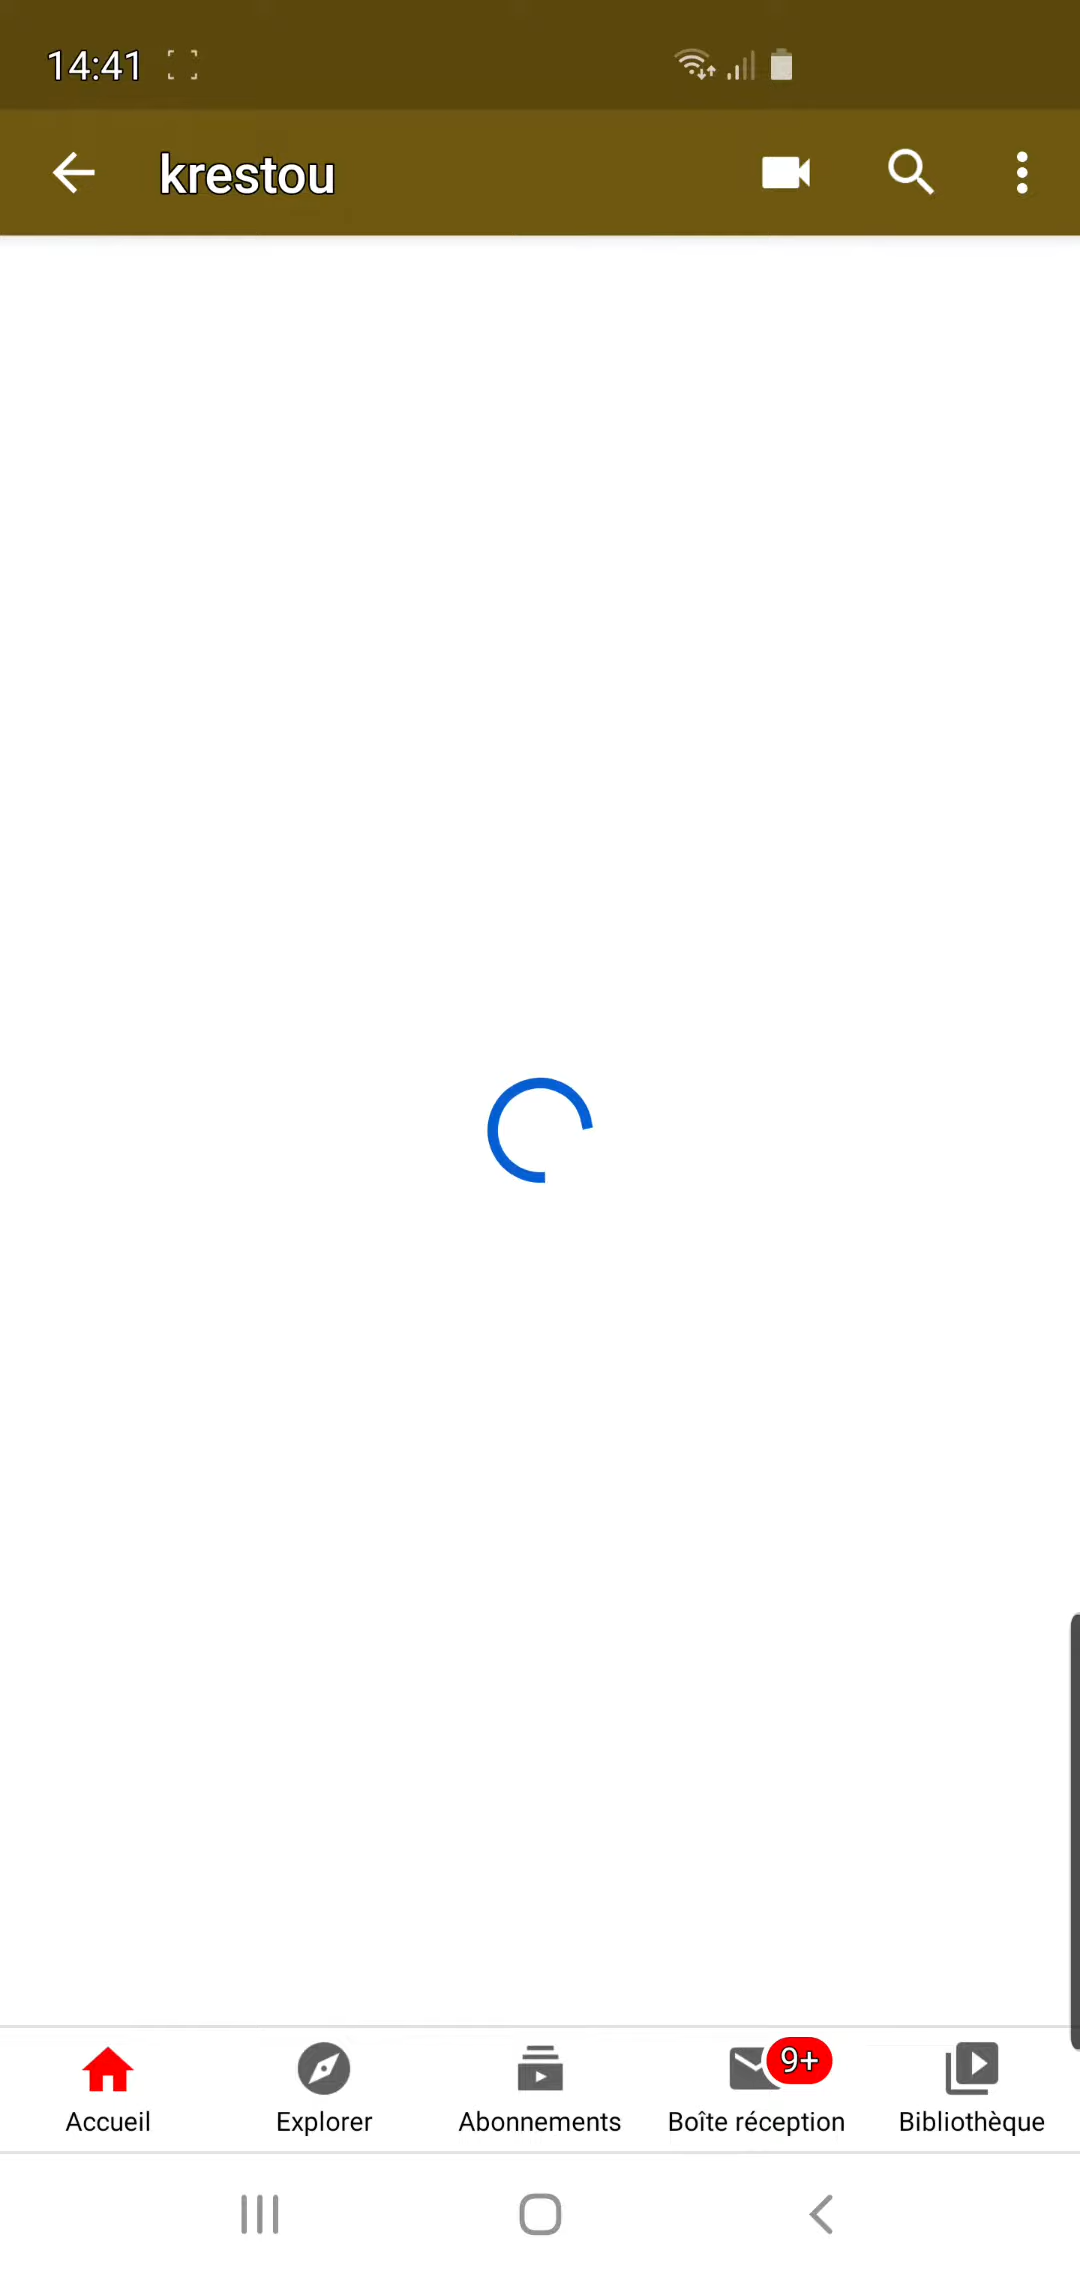 14:41
krestou
9+
Accueil
Explorer
Abonnements
Boîte réception
Bibliothèque